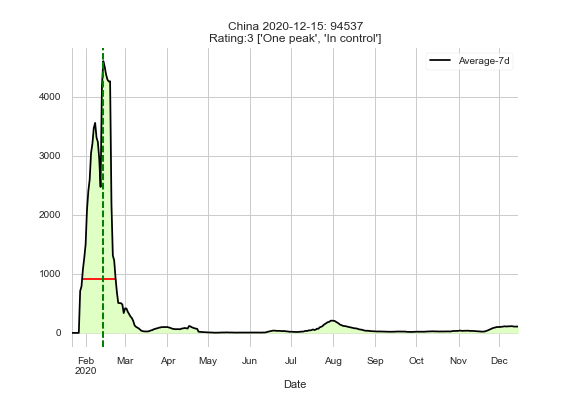 China 2020-12-15: 94537
Rating:3 ['One peak', 'In control']
Average-7d
4000
3000
2000
1000
0
Feb Mar Apr May Jun Jul Aug Sep Oct Nov Dec
2020
Date